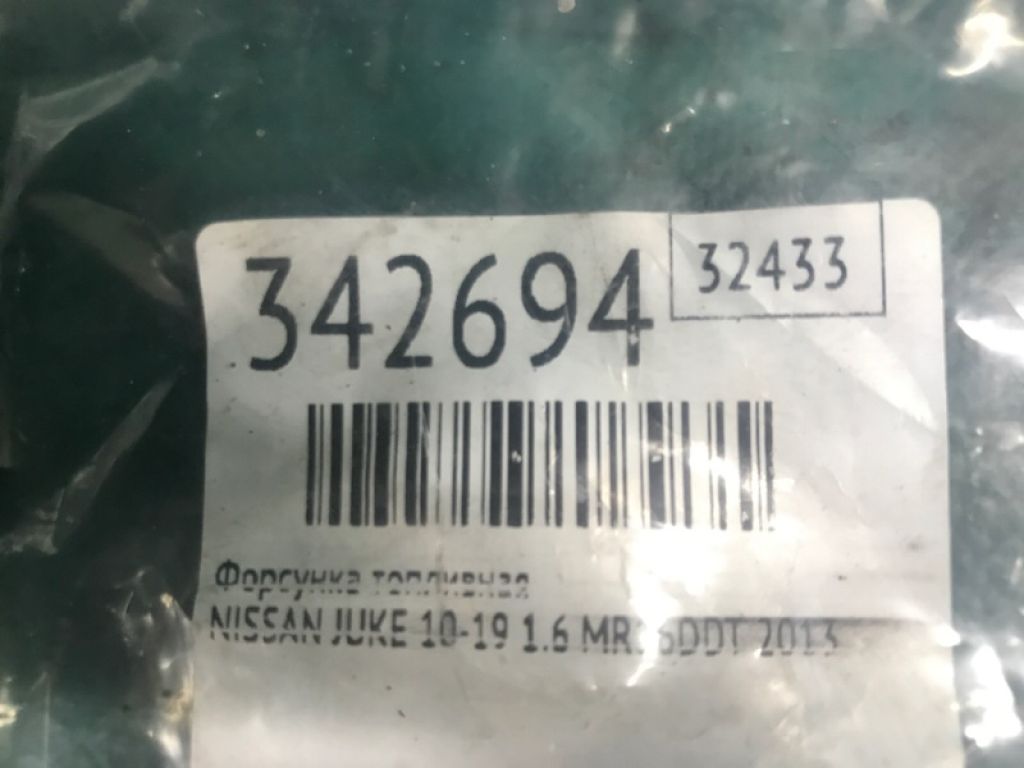 342694
32433
Форсунка топливная
NISSAN JUKE 10-19 1.6 MR16DDT 2013